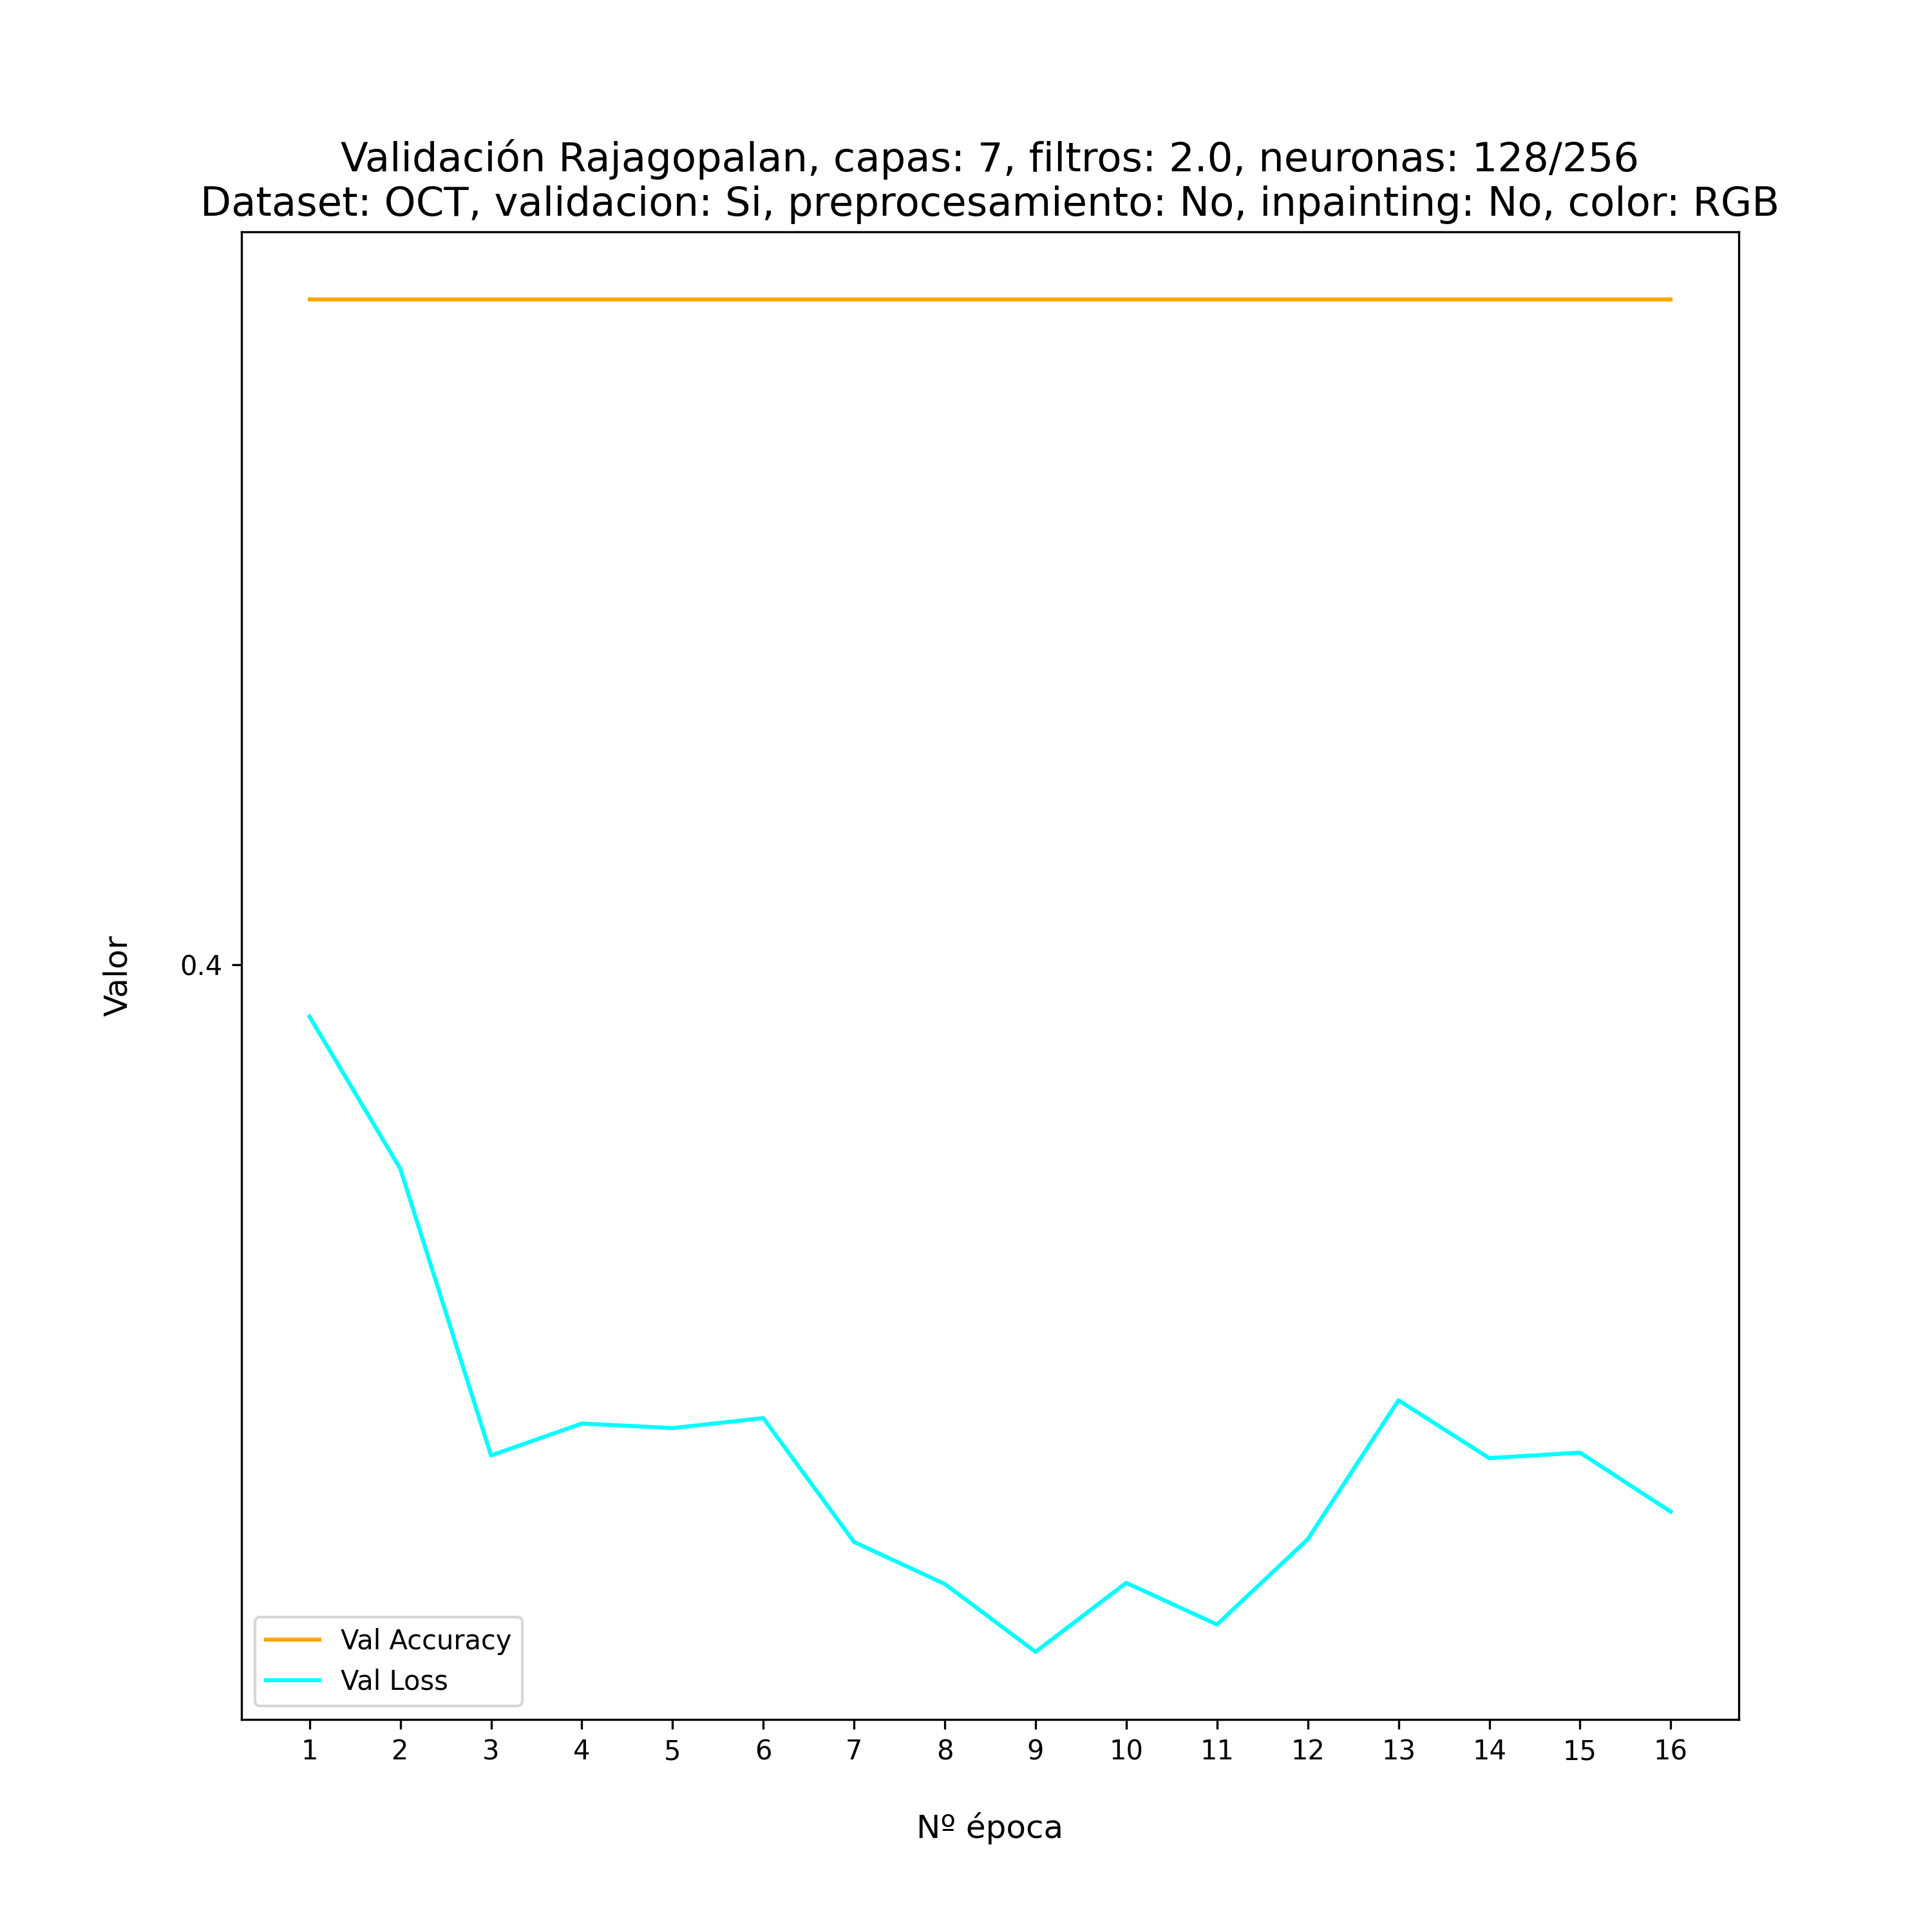 Validación Rajagopalan, capas: 7, filtros: 2.0, neuronas: 128/256
Dataset: OCT, validacion: Si, preprocesamiento: No, inpainting: No, color: RGB
Valor
0.4
Val Accuracy
Val Loss
1 2 3 4 5 6 7 8 9 10 11 12 13 14 15 16
Nº época